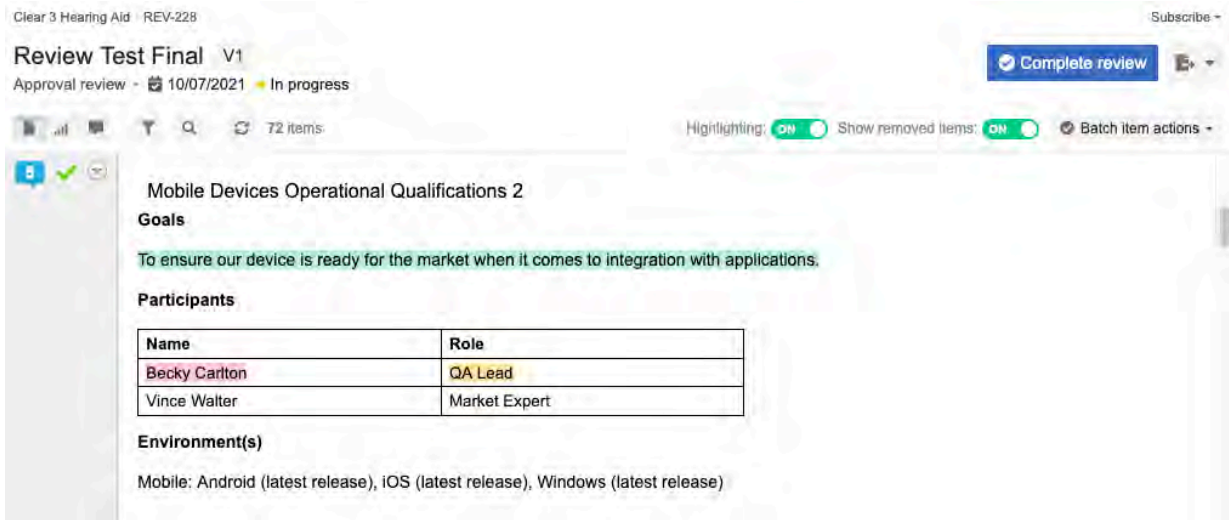 Clear 3 Hearing Aid REV-228
Subscribe
Review Test Final V1
Complete review
Approval review - 10/07/2021 In progress
72 items
Highlighting: ON Show removed items: ON Batch item actions
Mobile Devices Operational Qualifications 2
Goals
To ensure our device is ready for the market when it comes to integration with applications.
Participants
Name Role
Becky Carlton QA Lead
Vince Walter Market Expert
Environment(s)
Mobile: Android (latest release), iOS (latest release), Windows (latest release)